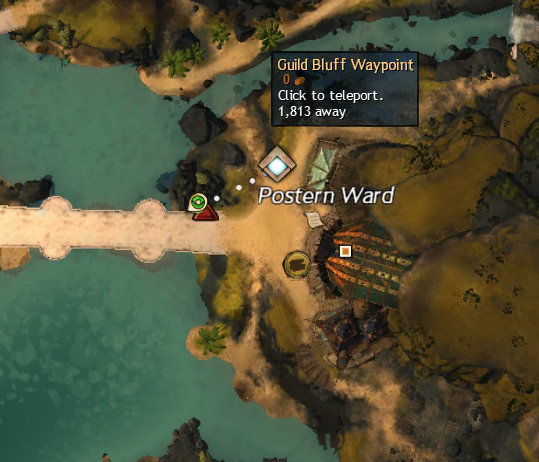 Guild Bluff Waypoint
0
Click to teleport.
1,813 away
Postern Ward